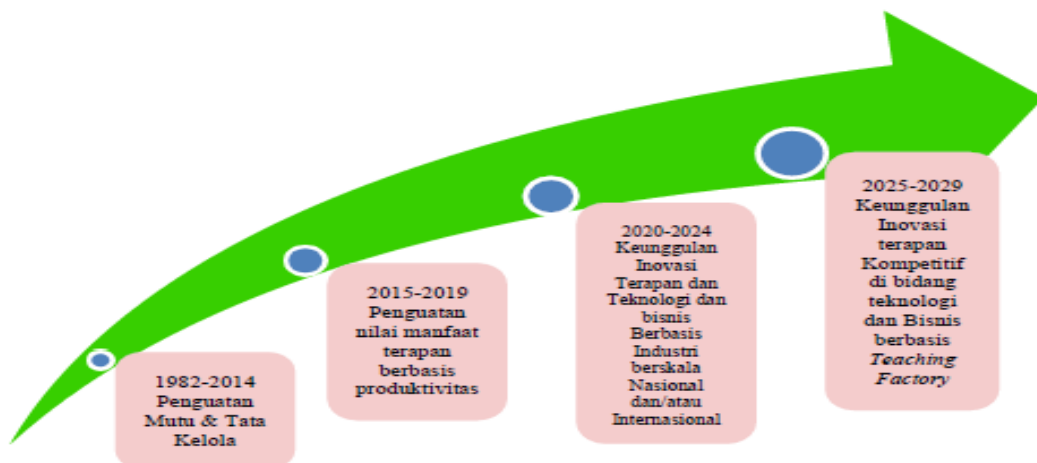 1982-2014
Penguatan
Mutu & Tata
Kelola
2015-2019
Penguatan
nilai manfaat
terapan
berbasis
produktivitas
2020-2024
Keunggulan
Inovasi
Terapan dan
Teknologi dan
bisnis
Berbasis
Industri
berskala
Nasional
dan/atau
Internasional
2025-2029
Keunggulan
Inovasi
terapan
Kompetitif
di bidang
teknologi
dan Bisnis
berbasis
Teaching
Factory